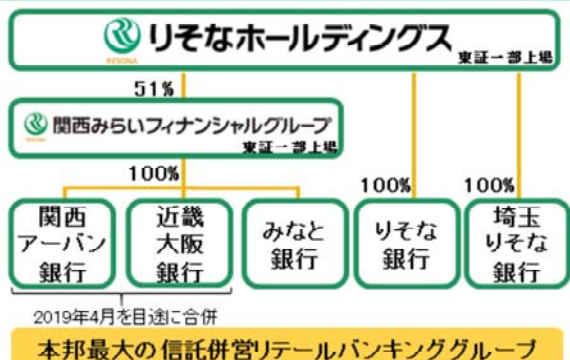 りそなホールディングス
RESONA
東証一部上場
51%
関西みらいフィナンシャルグループ
RESONA
東証一部上場
100%
100%
100%
関西
アーバン
銀行
近畿
大阪
銀行
みなと
銀行
りそな
銀行
埼玉
りそな
銀行
2019年4月を目途に合併
本邦最大の信託併営リテールバンキンググループ